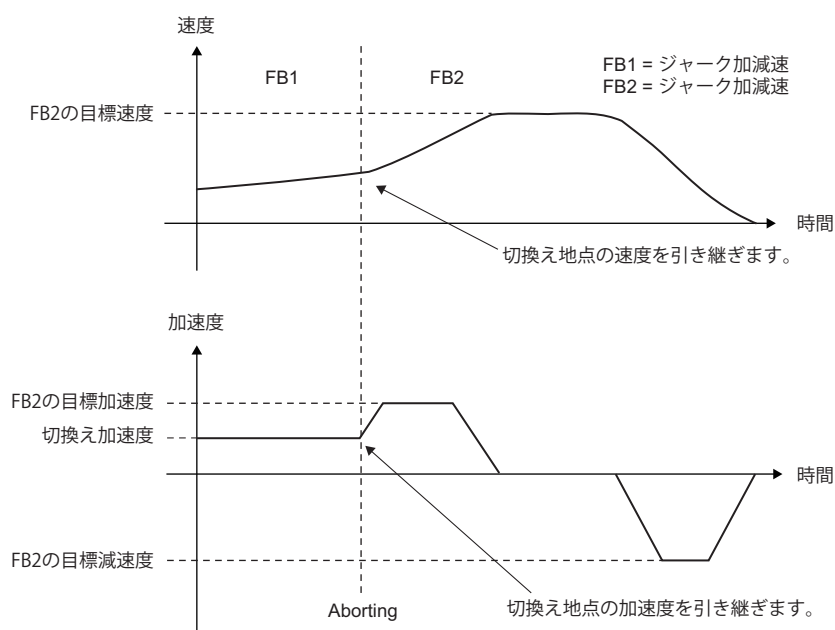 速度
FB1
FB2
FB1 = ジャーク加減速
FB2 = ジャーク加減速
FB2の目標速度
時間
切換え地点の速度を引き継ぎます。
加速度
FB2の目標加速度
切換え加速度
時間
FB2の目標減速度
切換え地点の加速度を引き継ぎます。
Aborting